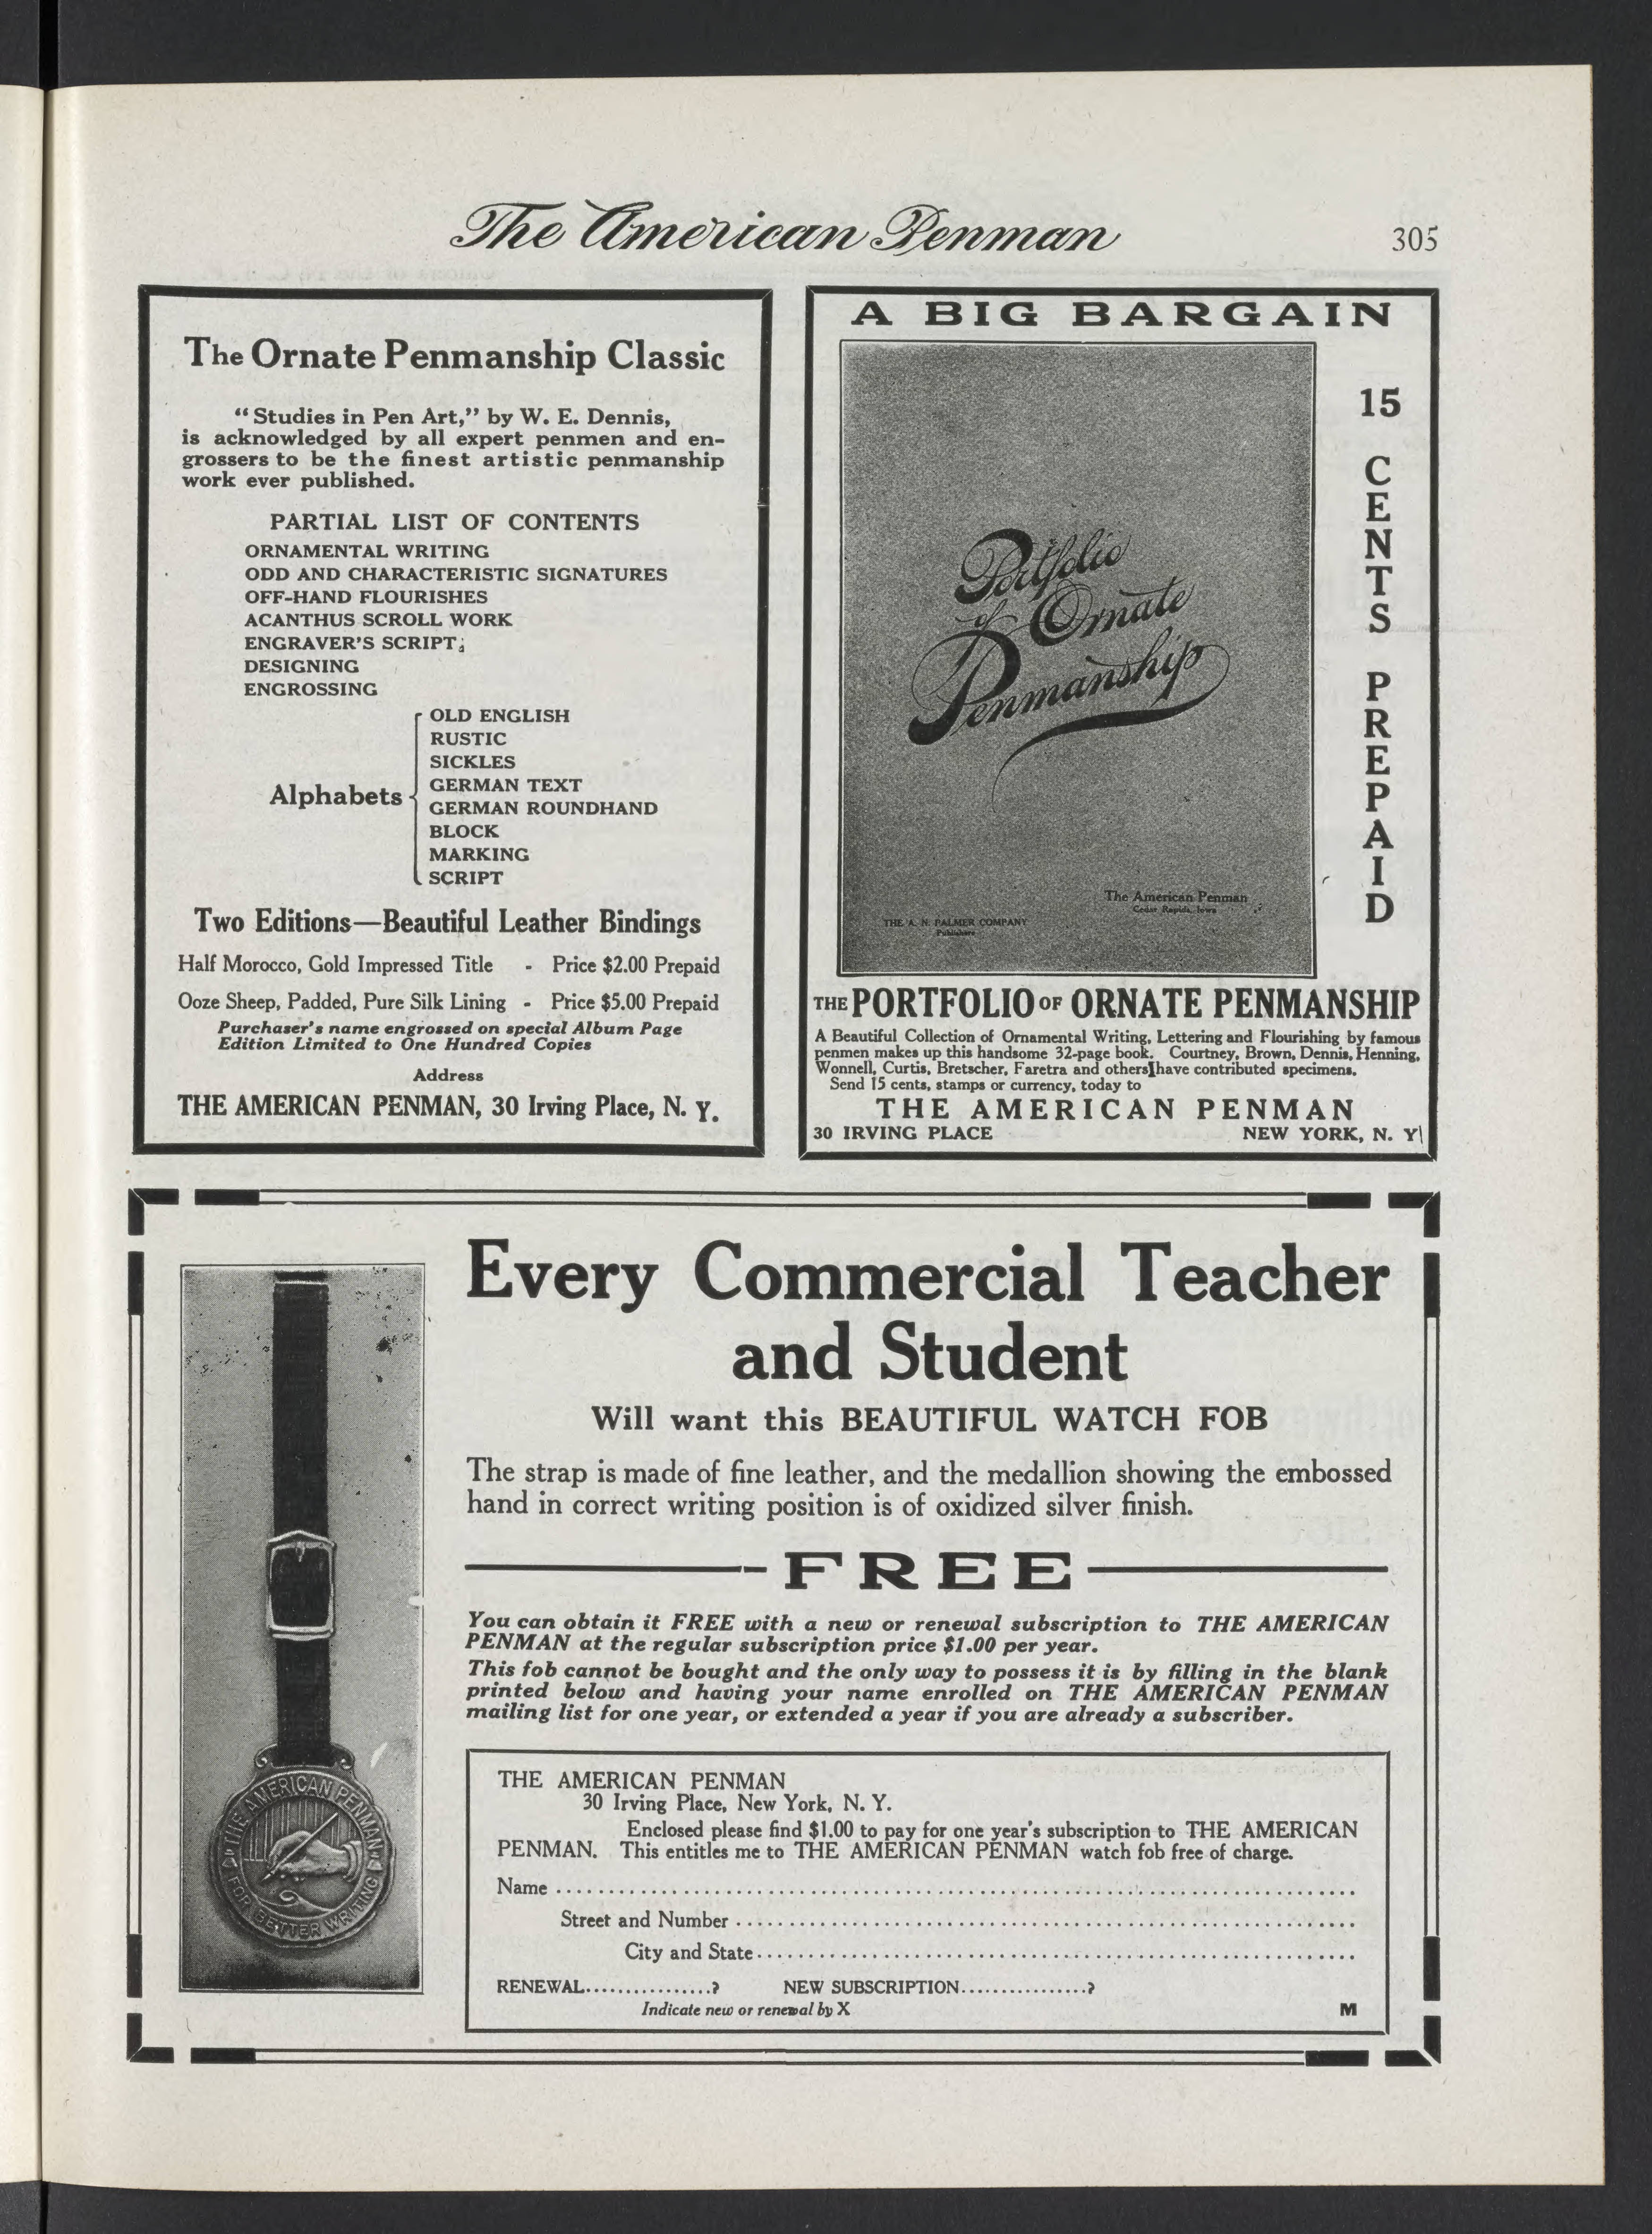 The American Penman
305
The Ornate Penmanship Classic
"Studies in Pen Art," by W. E. Dennis,
is acknowledged by all expert penmen and en-
grossers to be the finest artistic penmanship
work ever published.
PARTIAL LIST OF CONTENTS
ORNAMENTAL WRITING
ODD AND CHARACTERISTIC SIGNATURES
OFF-HAND FLOURISHES
ACANTHUS SCROLL WORK
ENGRAVER'S SCRIPT
DESIGNING
ENGROSSING
Alphabets
OLD ENGLISH
RUSTIC
SICKLES
GERMAN TEXT
GERMAN ROUNDHAND
BLOCK
MARKING
SCRIPT
Two Editions—Beautiful Leather Bindings
Half Morocco, Gold Impressed Title - Price $2.00 Prepaid
Ooze Sheep, Padded, Pure Silk Lining - Price $5.00 Prepaid
Purchaser's name engrossed on special Album Page
Edition Limited to One Hundred Copies
Address
THE AMERICAN PENMAN, 30 Irving Place, N. Y.
A BIG BARGAIN
Portfolio
of Ornate
Penmanship
The American Penman
Cedar Rapids, Iowa
THE A. N. PALMER COMPANY
Publishers
15
CENTS
PREPAID
THE PORTFOLIO OF ORNATE PENMANSHIP
A Beautiful Collection of Ornamental Writing, Lettering and Flourishing by famous
penmen makes up this handsome 32-page book. Courtney, Brown, Dennis, Henning,
Wonnell, Curtis, Bretscher, Faretra and others have contributed specimens.
Send 15 cents, stamps or currency, today to
THE AMERICAN PENMAN
30 IRVING PLACE NEW YORK, N. Y
Every Commercial Teacher
and Student
Will want this BEAUTIFUL WATCH FOB
The strap is made of fine leather, and the medallion showing the embossed
hand in correct writing position is of oxidized silver finish.
FREE
You can obtain it FREE with a new or renewal subscription to THE AMERICAN
PENMAN at the regular subscription price $1.00 per year.
This fob cannot be bought and the only way to possess it is by filling in the blank
printed below and having your name enrolled on THE AMERICAN PENMAN
mailing list for one year, or extended a year if you are already a subscriber.
THE AMERICAN PENMAN
FOR BETTER WRITING
THE AMERICAN PENMAN
30 Irving Place, New York, N. Y.
Enclosed please find $1.00 to pay for one year's subscription to THE AMERICAN
PENMAN. This entitles me to THE AMERICAN PENMAN watch fob free of charge.
Name ................................................................
Street and Number ................................................................
City and State ................................................................
RENEWAL.................? NEW SUBSCRIPTION.................?
Indicate new or renewal by X
M